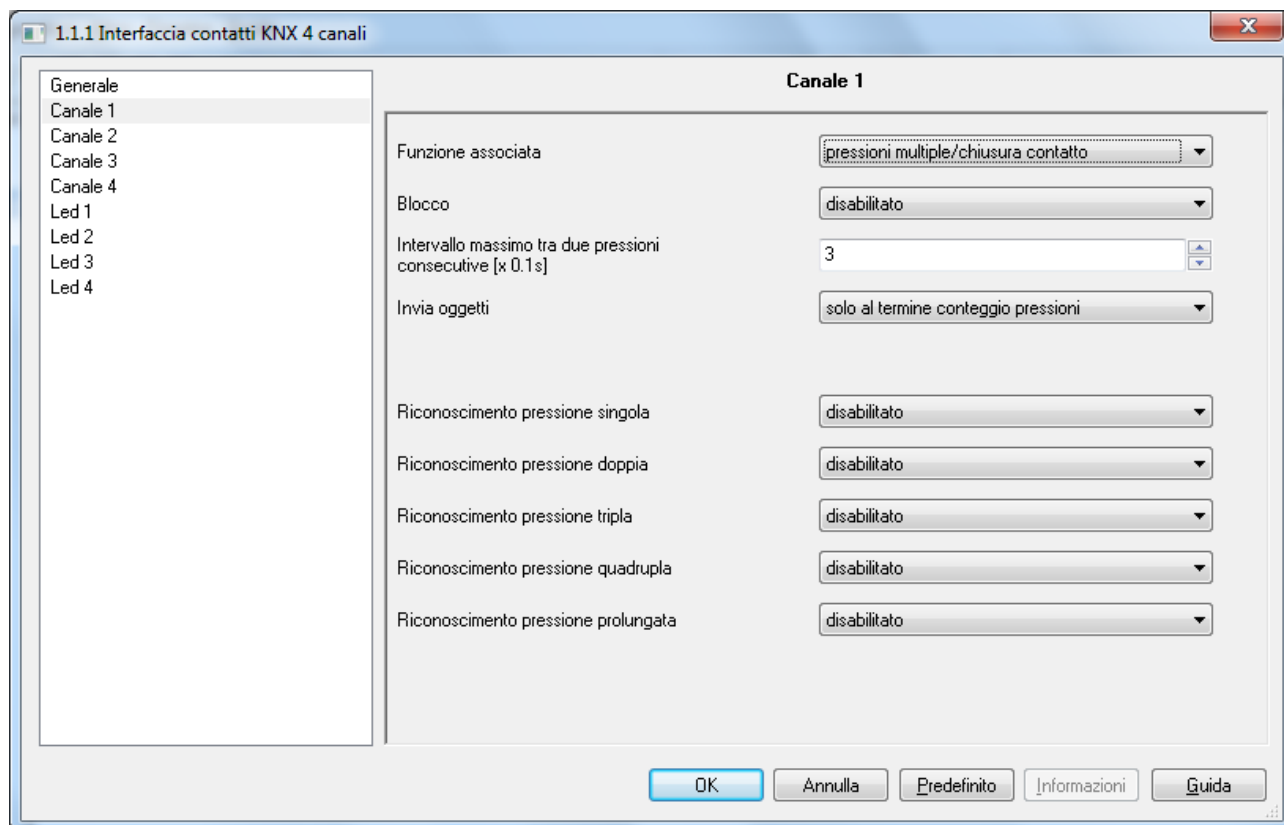 1.1.1 Interfaccia contatti KNX 4 canali
Generale
Canale 1
Canale 2
Canale 3
Canale 4
Led 1
Led 2
Led 3
Led 4
Canale 1
Funzione associata
pressioni multiple/chiusura contatto
Blocco
disabilitato
Intervallo massimo tra due pressioni
consecutive [x 0.1s]
3
Invia oggetti
solo al termine conteggio pressioni
Riconoscimento pressione singola
disabilitato
Riconoscimento pressione doppia
disabilitato
Riconoscimento pressione tripla
disabilitato
Riconoscimento pressione quadrupla
disabilitato
Riconoscimento pressione prolungata
disabilitato
OK
Annulla
Predefinito
Informazioni
Guida